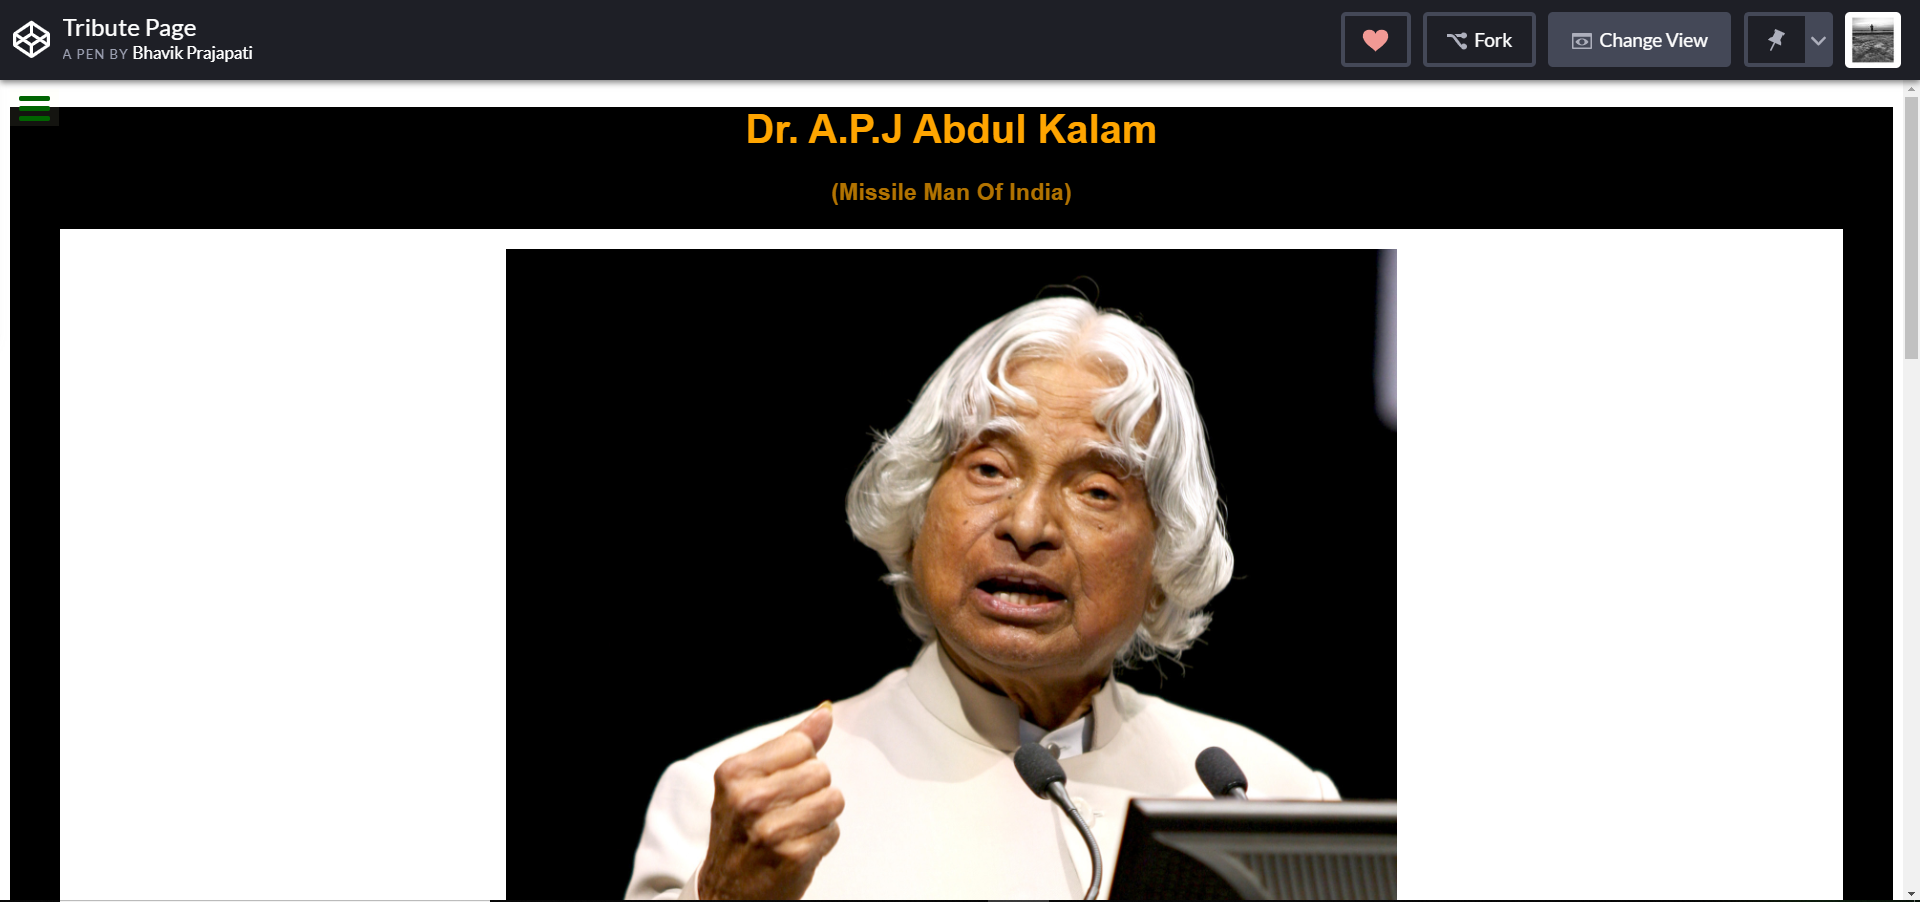 Tribute Page
A PEN BY Bhavik Prajapati
Fork
Change View
Dr. A.P.J Abdul Kalam
(Missile Man Of India)